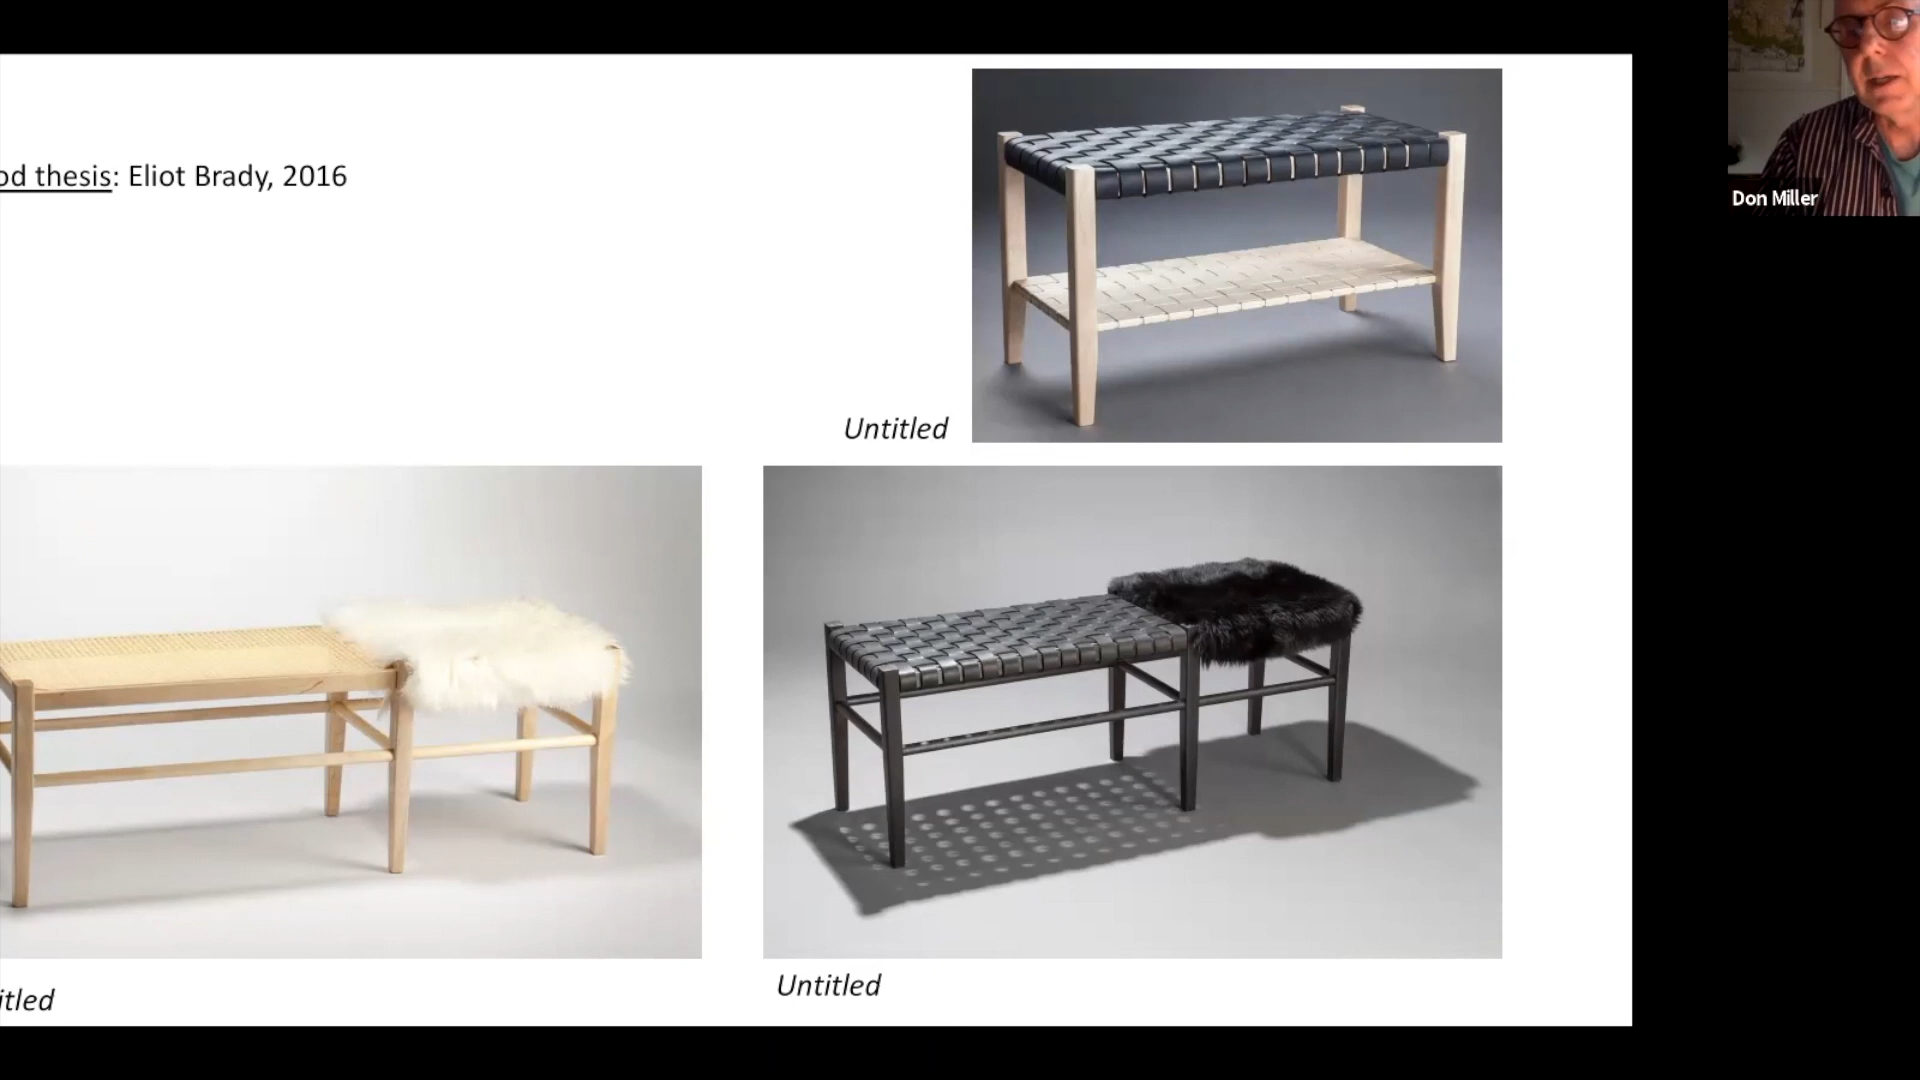 od thesis: Eliot Brady, 2016
Don Miller
Untitled
itled
Untitled